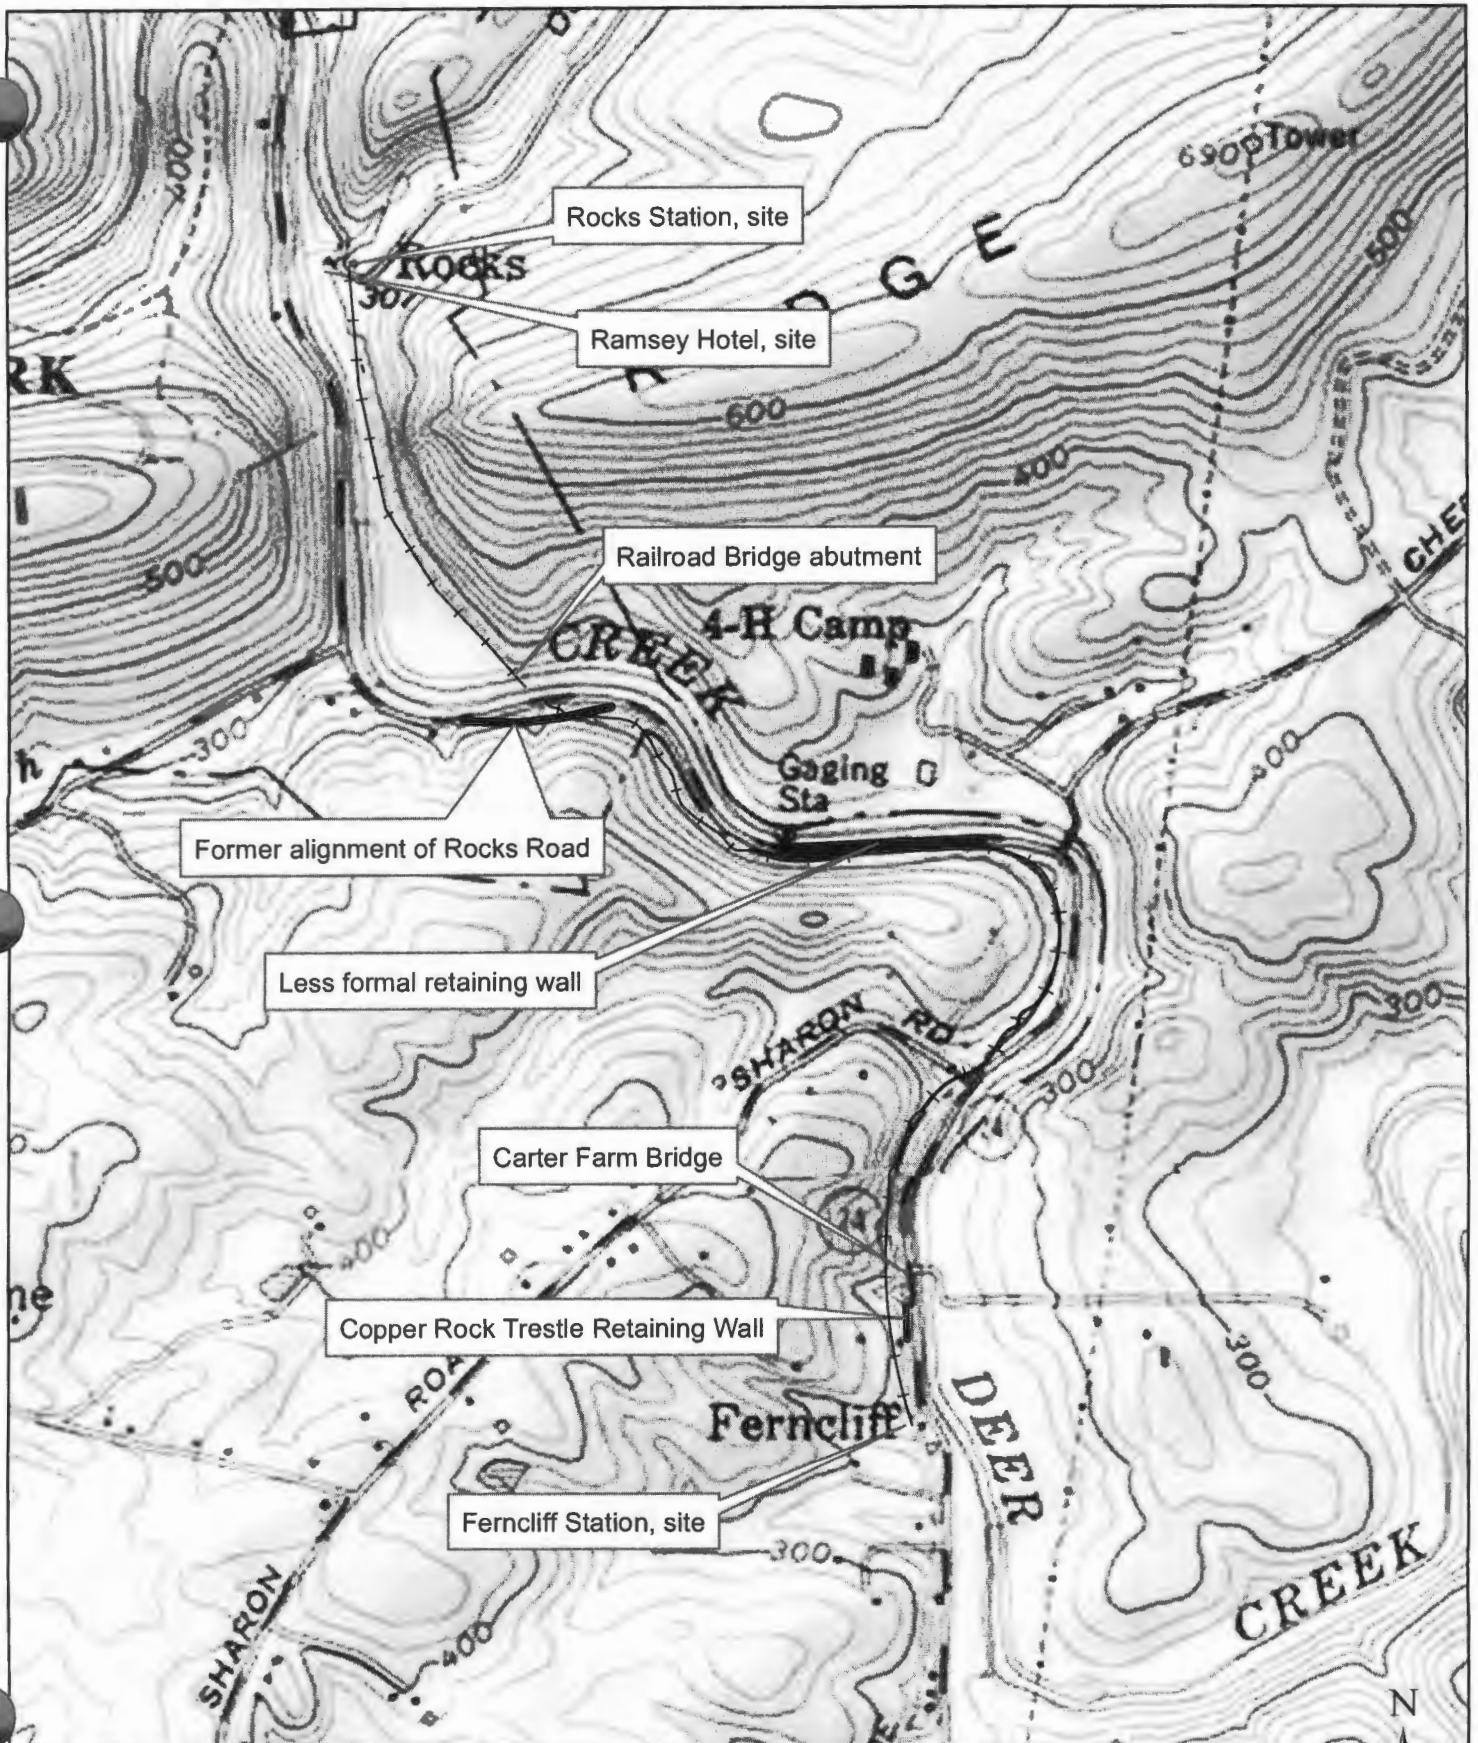 400
690 Tower
Rocks Station, site
500
Rocks
307
G E
Ramsey Hotel, site
RK
600
400
CHE
Railroad Bridge abutment
500
4-H Camp
CREEK
300
400
h
Gaging
Sta
Former alignment of Rocks Road
Less formal retaining wall
300
SHARON RD
300
Carter Farm Bridge
24
400
ne
Copper Rock Trestle Retaining Wall
300
ROA
Ferncliff
DEER
Ferncliff Station, site
300
CREEK
SHARON
400
N